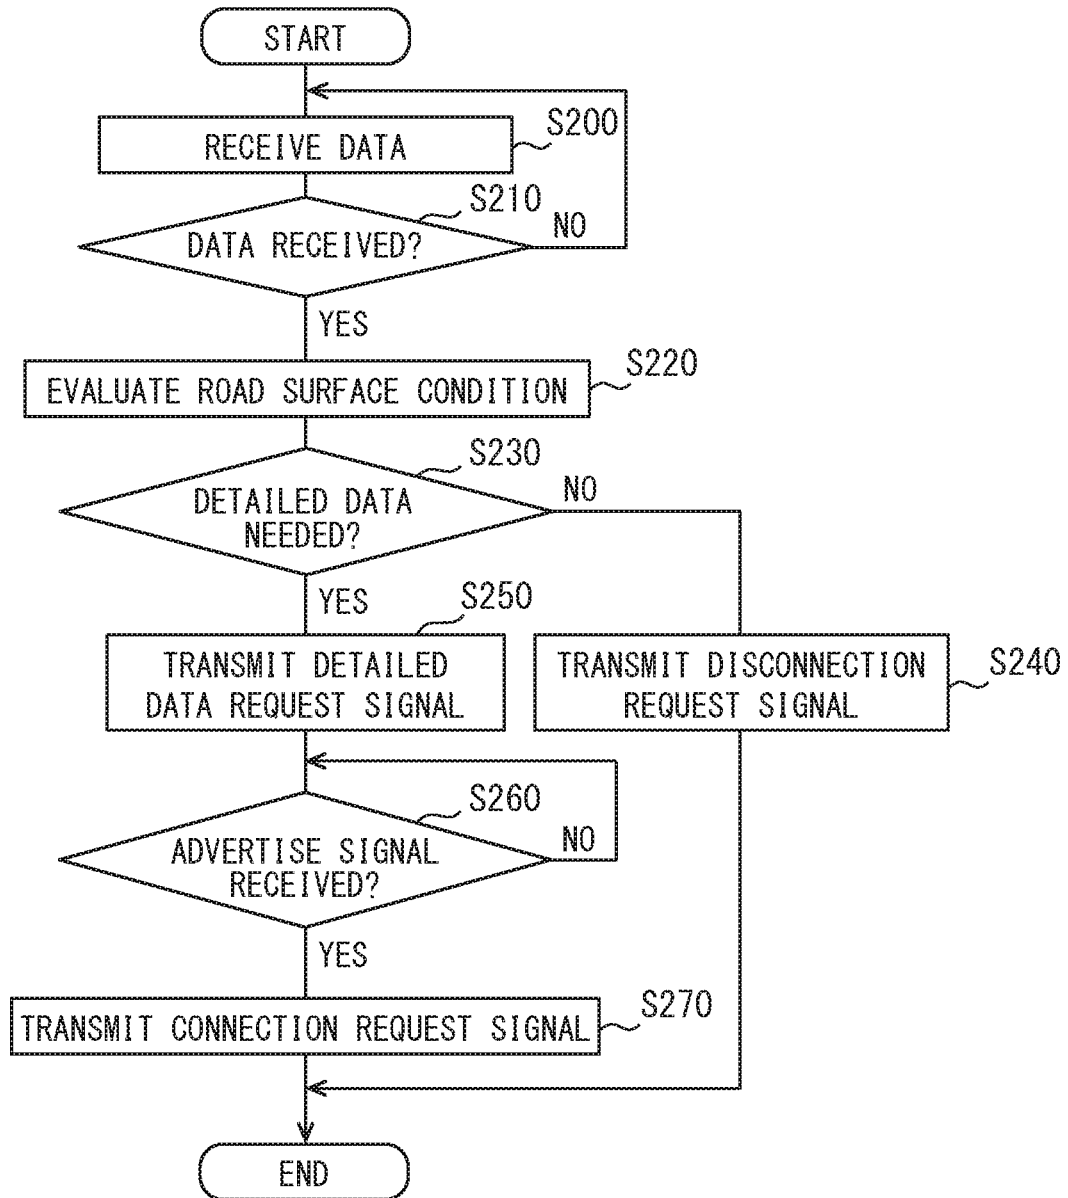 START
RECEIVE DATA
S200
DATA RECEIVED?
S210
NO
YES
EVALUATE ROAD SURFACE CONDITION
S220
DETAILED DATA
NEEDED?
S230
NO
YES
TRANSMIT DETAILED
DATA REQUEST SIGNAL
S250
TRANSMIT DISCONNECTION
REQUEST SIGNAL
S240
ADVERTISE SIGNAL
RECEIVED?
S260
NO
YES
TRANSMIT CONNECTION REQUEST SIGNAL
S270
END